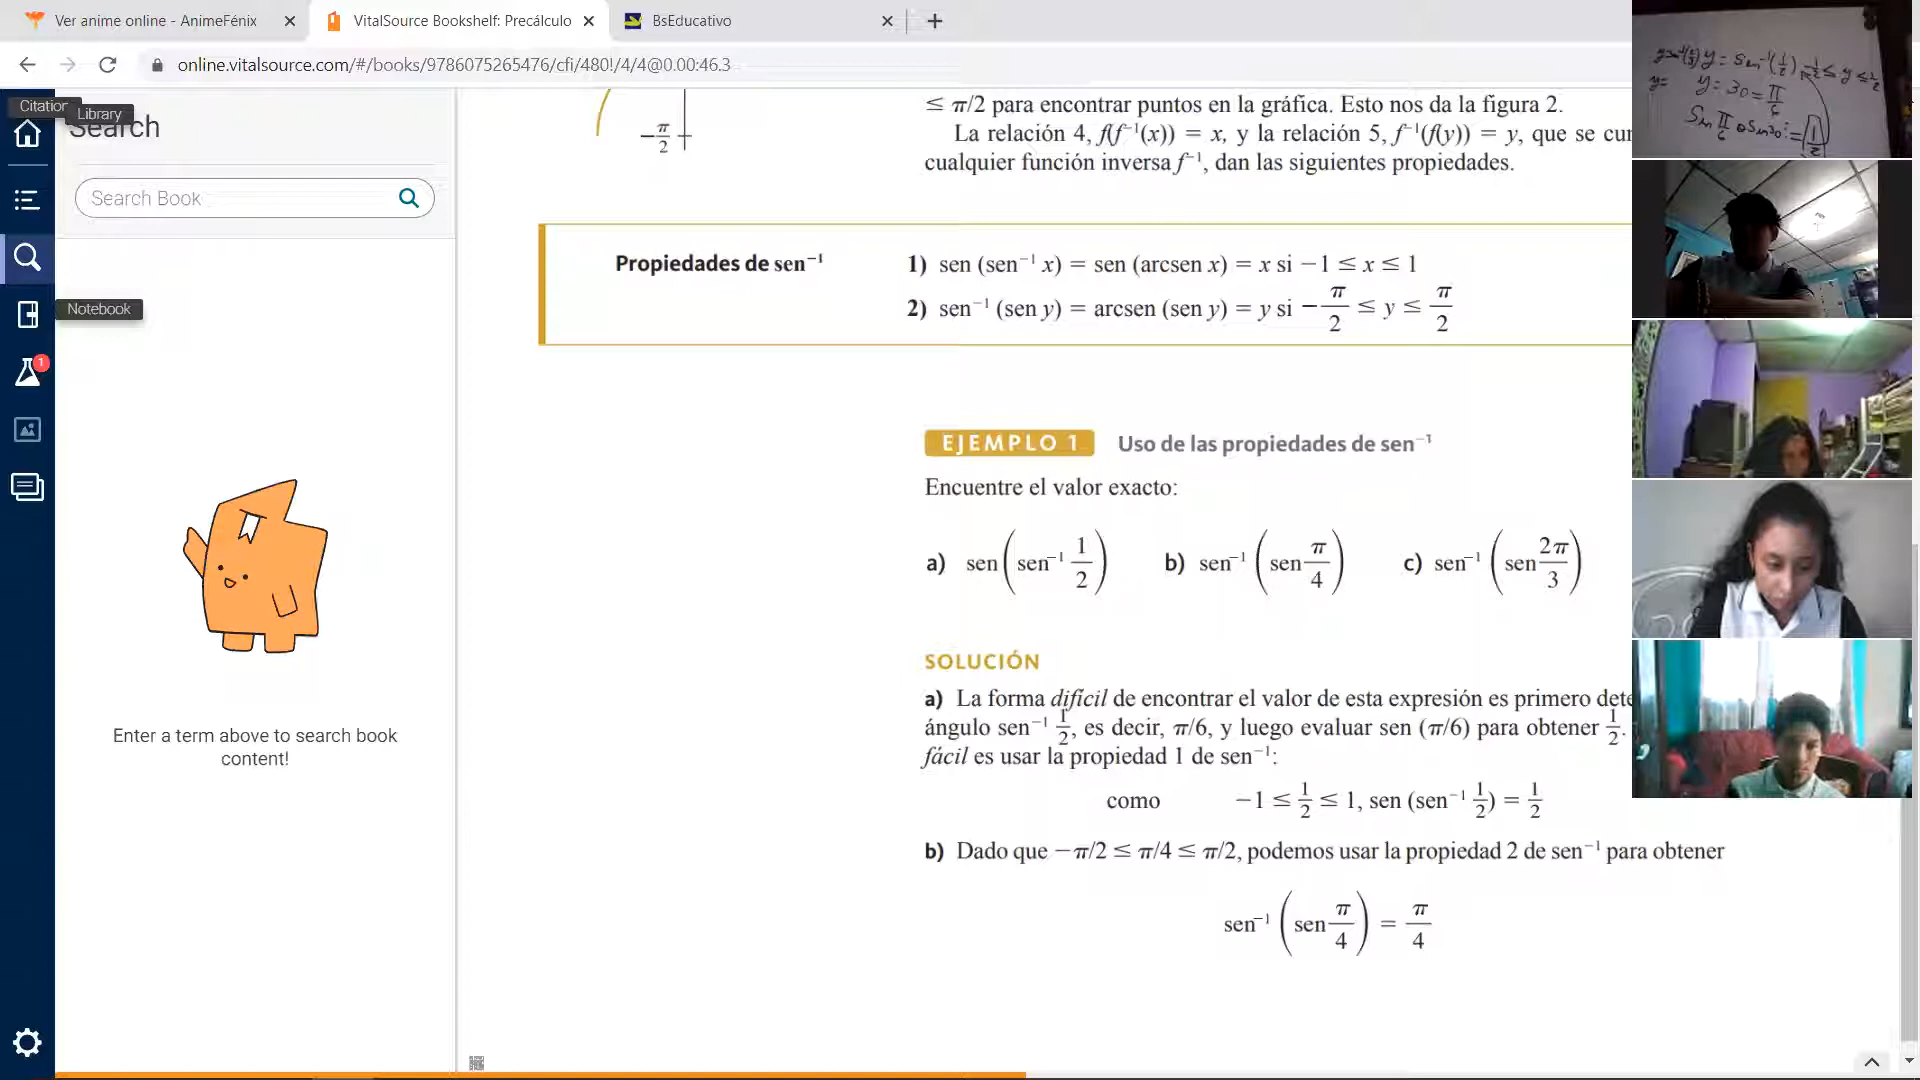 Ver anime online - AnimeFénix
VitalSource Bookshelf: Precálculo
BsEducativo
online.vitalsource.com/#/books/9786075265476/cfi/480!/4/4@0.00:46.3
Citation
Library
Search
Search Book
Notebook
1
Enter a term above to search book
content!
−π/2
≤ π/2 para encontrar puntos en la gráfica. Esto nos da la figura 2.
La relación 4, f(f⁻¹(x)) = x, y la relación 5, f⁻¹(f(y)) = y, que se cu
cualquier función inversa f⁻¹, dan las siguientes propiedades.
Propiedades de sen⁻¹
1) sen (sen⁻¹ x) = sen (arcsen x) = x si −1 ≤ x ≤ 1
2) sen⁻¹ (sen y) = arcsen (sen y) = y si −π/2 ≤ y ≤ π/2
EJEMPLO 1 Uso de las propiedades de sen⁻¹
Encuentre el valor exacto:
a) sen(sen⁻¹ 1/2) b) sen⁻¹(sen π/4) c) sen⁻¹(sen 2π/3)
SOLUCIÓN
a) La forma difícil de encontrar el valor de esta expresión es primero dete
ángulo sen⁻¹ 1/2, es decir, π/6, y luego evaluar sen (π/6) para obtener 1/2.
fácil es usar la propiedad 1 de sen⁻¹:
como −1 ≤ 1/2 ≤ 1, sen (sen⁻¹ 1/2) = 1/2
b) Dado que −π/2 ≤ π/4 ≤ π/2, podemos usar la propiedad 2 de sen⁻¹ para obtener
sen⁻¹(sen π/4) = π/4
y = sen⁻¹(1/2)
y = 30 = π/6